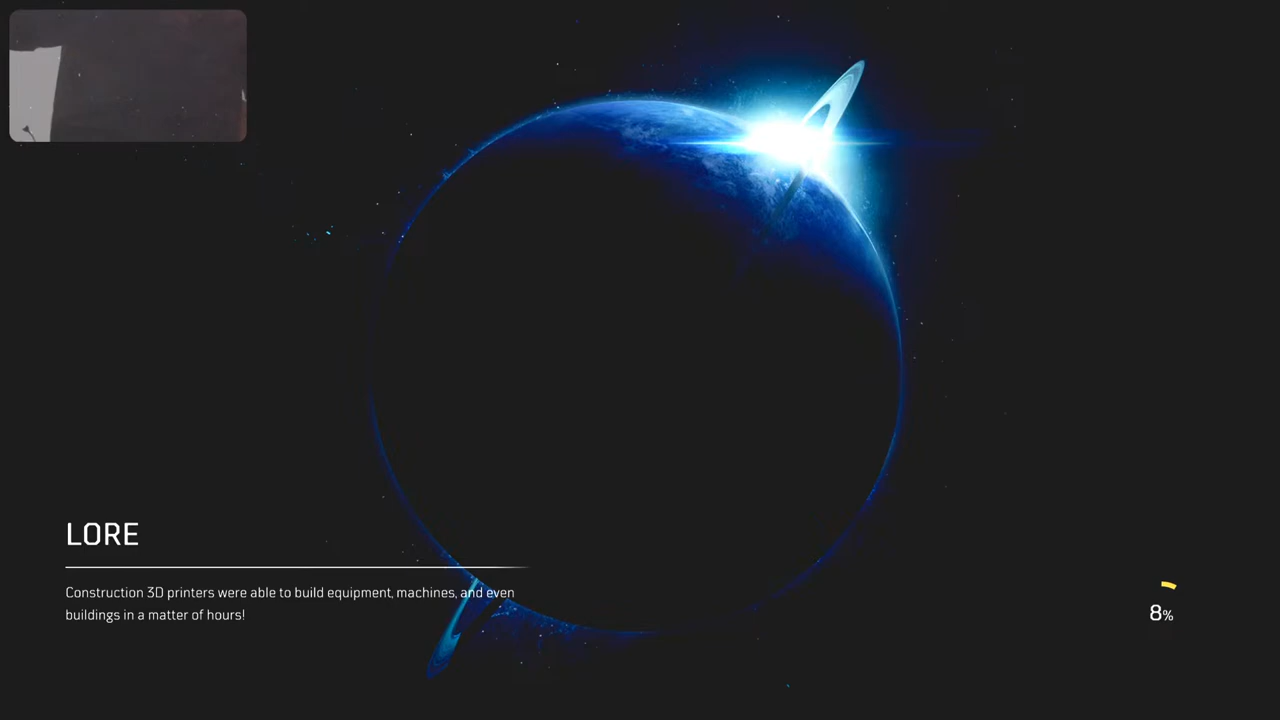 LORE
Construction 3D printers were able to build equipment, machines, and even
buildings in a matter of hours!
8%